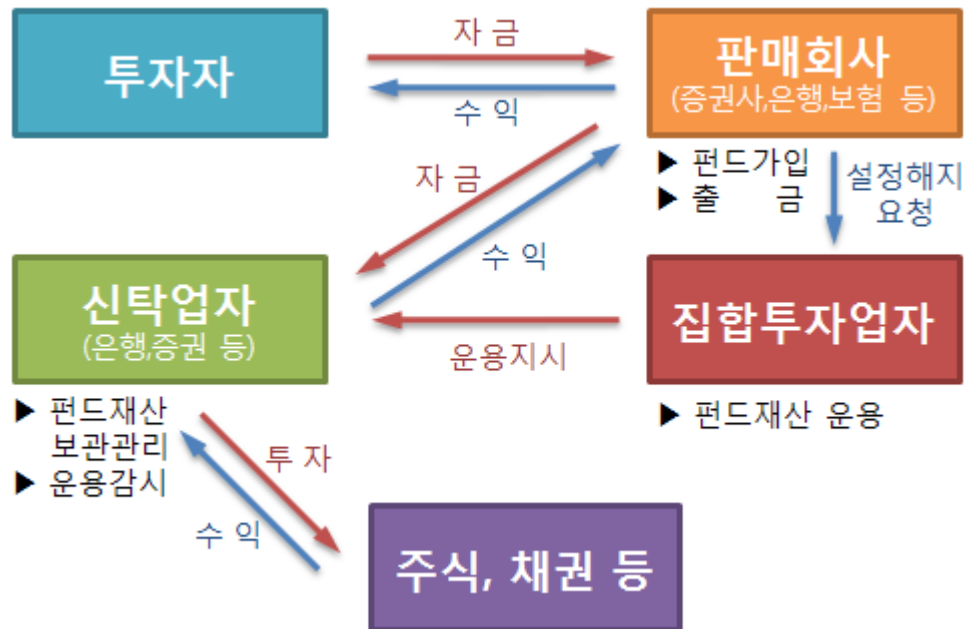 투자자
자 금
수 익
판매회사
(증권사,은행,보험 등)
▶ 펀드가입
▶ 출 금
설정해지
요청
자 금
수 익
신탁업자
(은행,증권 등)
운용지시
집합투자업자
▶ 펀드재산
보관관리
▶ 운용감시
▶ 펀드재산 운용
투 자
수 익
주식, 채권 등